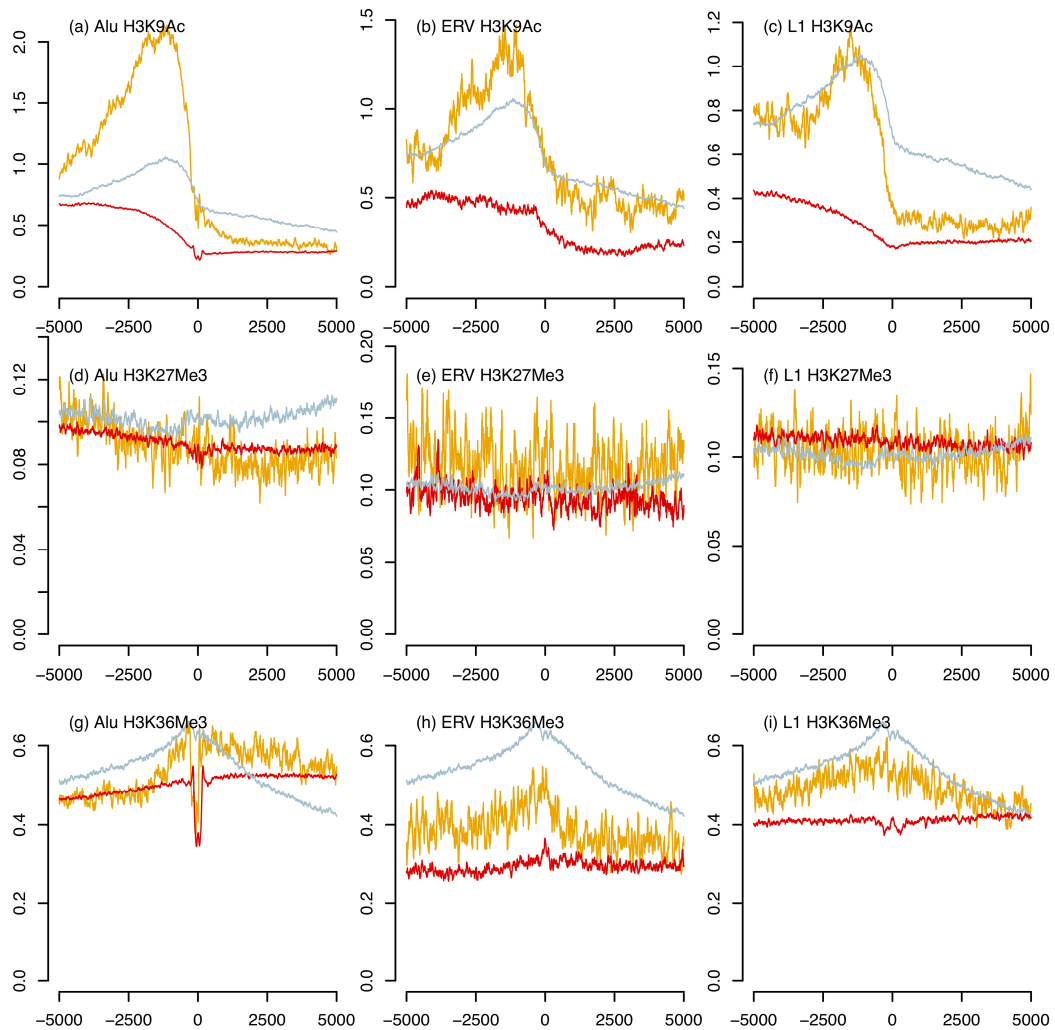 (a) Alu H3K9Ac
2.0
1.5
1.0
0.5
0.0
−5000 −2500 0 2500 5000
(b) ERV H3K9Ac
1.5
1.0
0.5
0.0
−5000 −2500 0 2500 5000
(c) L1 H3K9Ac
1.2
1.0
0.8
0.6
0.4
0.2
0.0
−5000 −2500 0 2500 5000
(d) Alu H3K27Me3
0.12
0.08
0.04
0.00
−5000 −2500 0 2500 5000
(e) ERV H3K27Me3
0.20
0.15
0.10
0.05
0.00
−5000 −2500 0 2500 5000
(f) L1 H3K27Me3
0.15
0.10
0.05
0.00
−5000 −2500 0 2500 5000
(g) Alu H3K36Me3
0.6
0.4
0.2
0.0
−5000 −2500 0 2500 5000
(h) ERV H3K36Me3
0.6
0.4
0.2
0.0
−5000 −2500 0 2500 5000
(i) L1 H3K36Me3
0.6
0.4
0.2
0.0
−5000 −2500 0 2500 5000